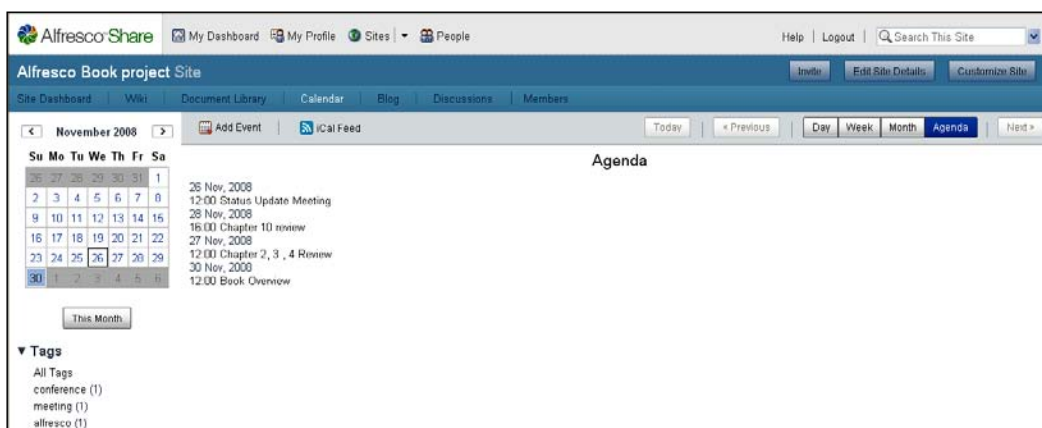 Alfresco Share My Dashboard My Profile Sites People Help | Logout | Search This Site
Alfresco Book project Site Invite Edit Site Details Customize Site
Site Dashboard Wiki Document Library Calendar Blog Discussions Members
< November 2008 > Add Event iCal Feed Today « Previous Day Week Month Agenda Next »
Agenda
Su Mo Tu We Th Fr Sa
26 27 28 29 30 31 1
2 3 4 5 6 7 8
9 10 11 12 13 14 15
16 17 18 19 20 21 22
23 24 25 26 27 28 29
30 1 2 3 4 5 6
This Month
26 Nov, 2008
12:00 Status Update Meeting
28 Nov, 2008
16:00 Chapter 10 review
27 Nov, 2008
12:00 Chapter 2, 3 , 4 Review
30 Nov, 2008
12:00 Book Overview
▼ Tags
All Tags
conference (1)
meeting (1)
alfresco (1)